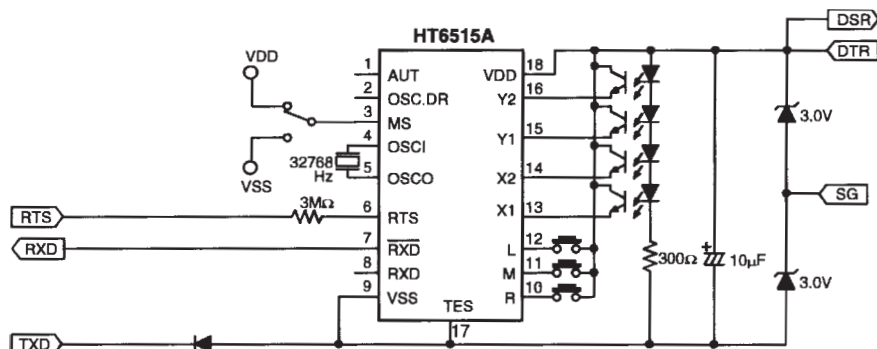 HT6515A
DSR
DTR
VDD
VSS
1 AUT
2 OSC.DR
3 MS
4 OSCI
5 OSCO
32768
Hz
6 RTS
7 RXD
8 RXD
9 VSS
TES
17
VDD 18
Y2 16
Y1 15
X2 14
X1 13
L 12
M 11
R 10
RTS
3MΩ
RXD
TXD
300Ω
+
10μF
3.0V
SG
3.0V